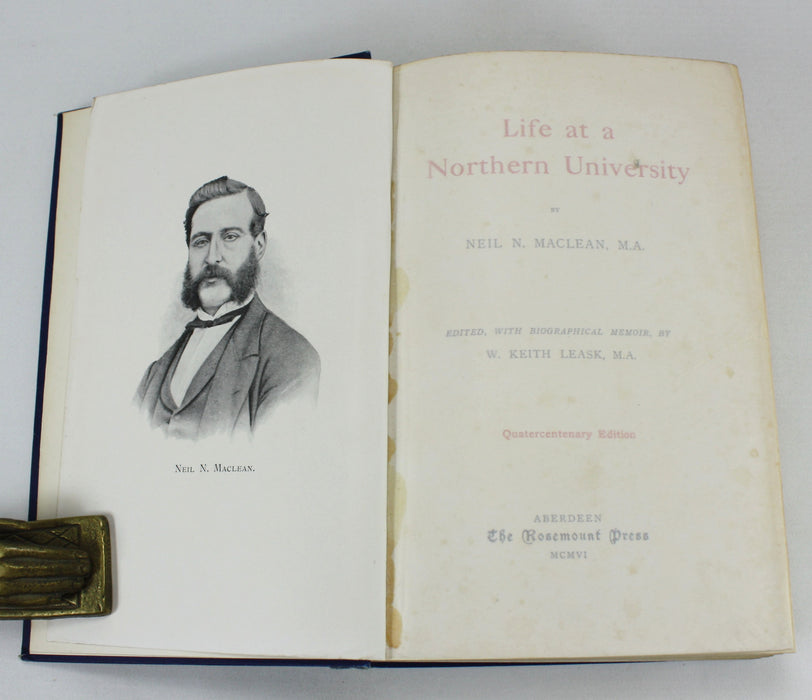 NEIL N. MACLEAN.
Life at a
Northern University
BY
NEIL N. MACLEAN, M.A.
EDITED, WITH BIOGRAPHICAL MEMOIR, BY
W. KEITH LEASK, M.A.
Quatercentenary Edition
ABERDEEN
The Rosemount Press
MCMVI